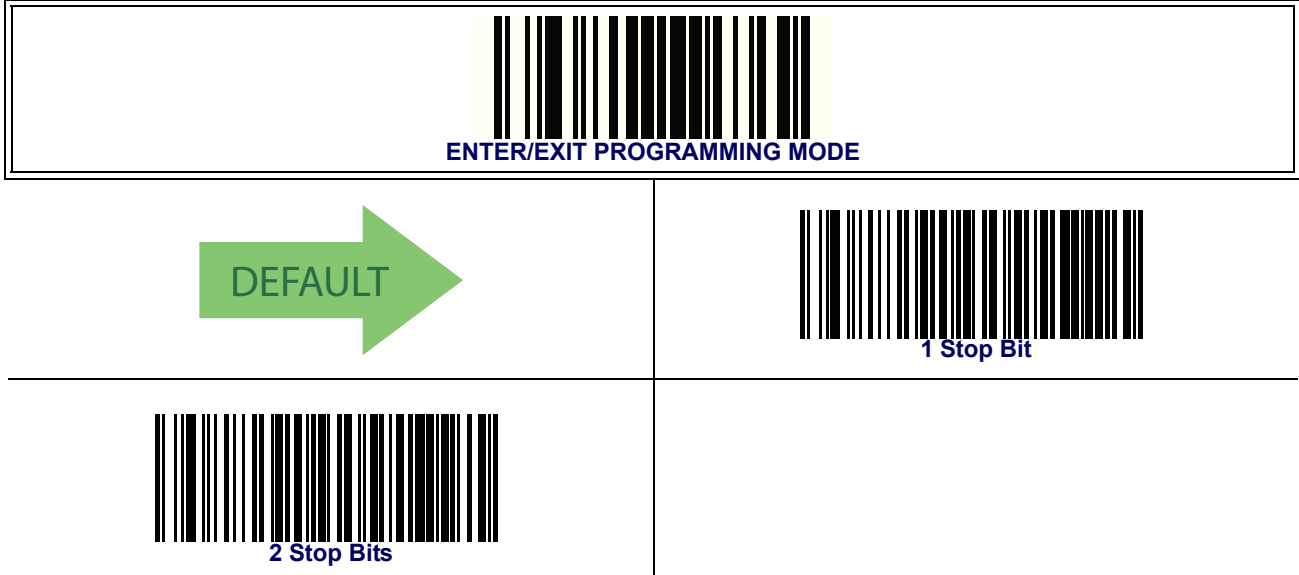 ENTER/EXIT PROGRAMMING MODE
DEFAULT
1 Stop Bit
2 Stop Bits